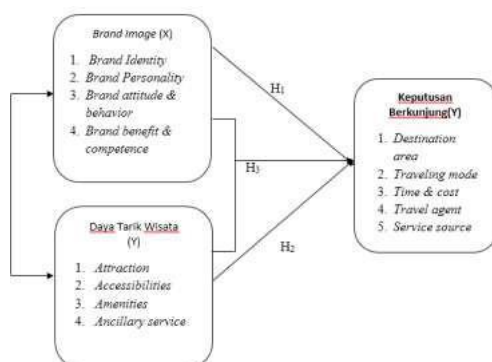 Brand Image (X)
1. Brand Identity
2. Brand Personality
3. Brand attitude &
behavior
4. Brand benefit &
competence
H1
H3
H2
Keputusan
Berkunjung(Y)
1. Destination
area
2. Traveling mode
3. Time & cost
4. Travel agent
5. Service source
Daya Tarik Wisata
(Y)
1. Attraction
2. Accessibilities
3. Amenities
4. Ancillary service